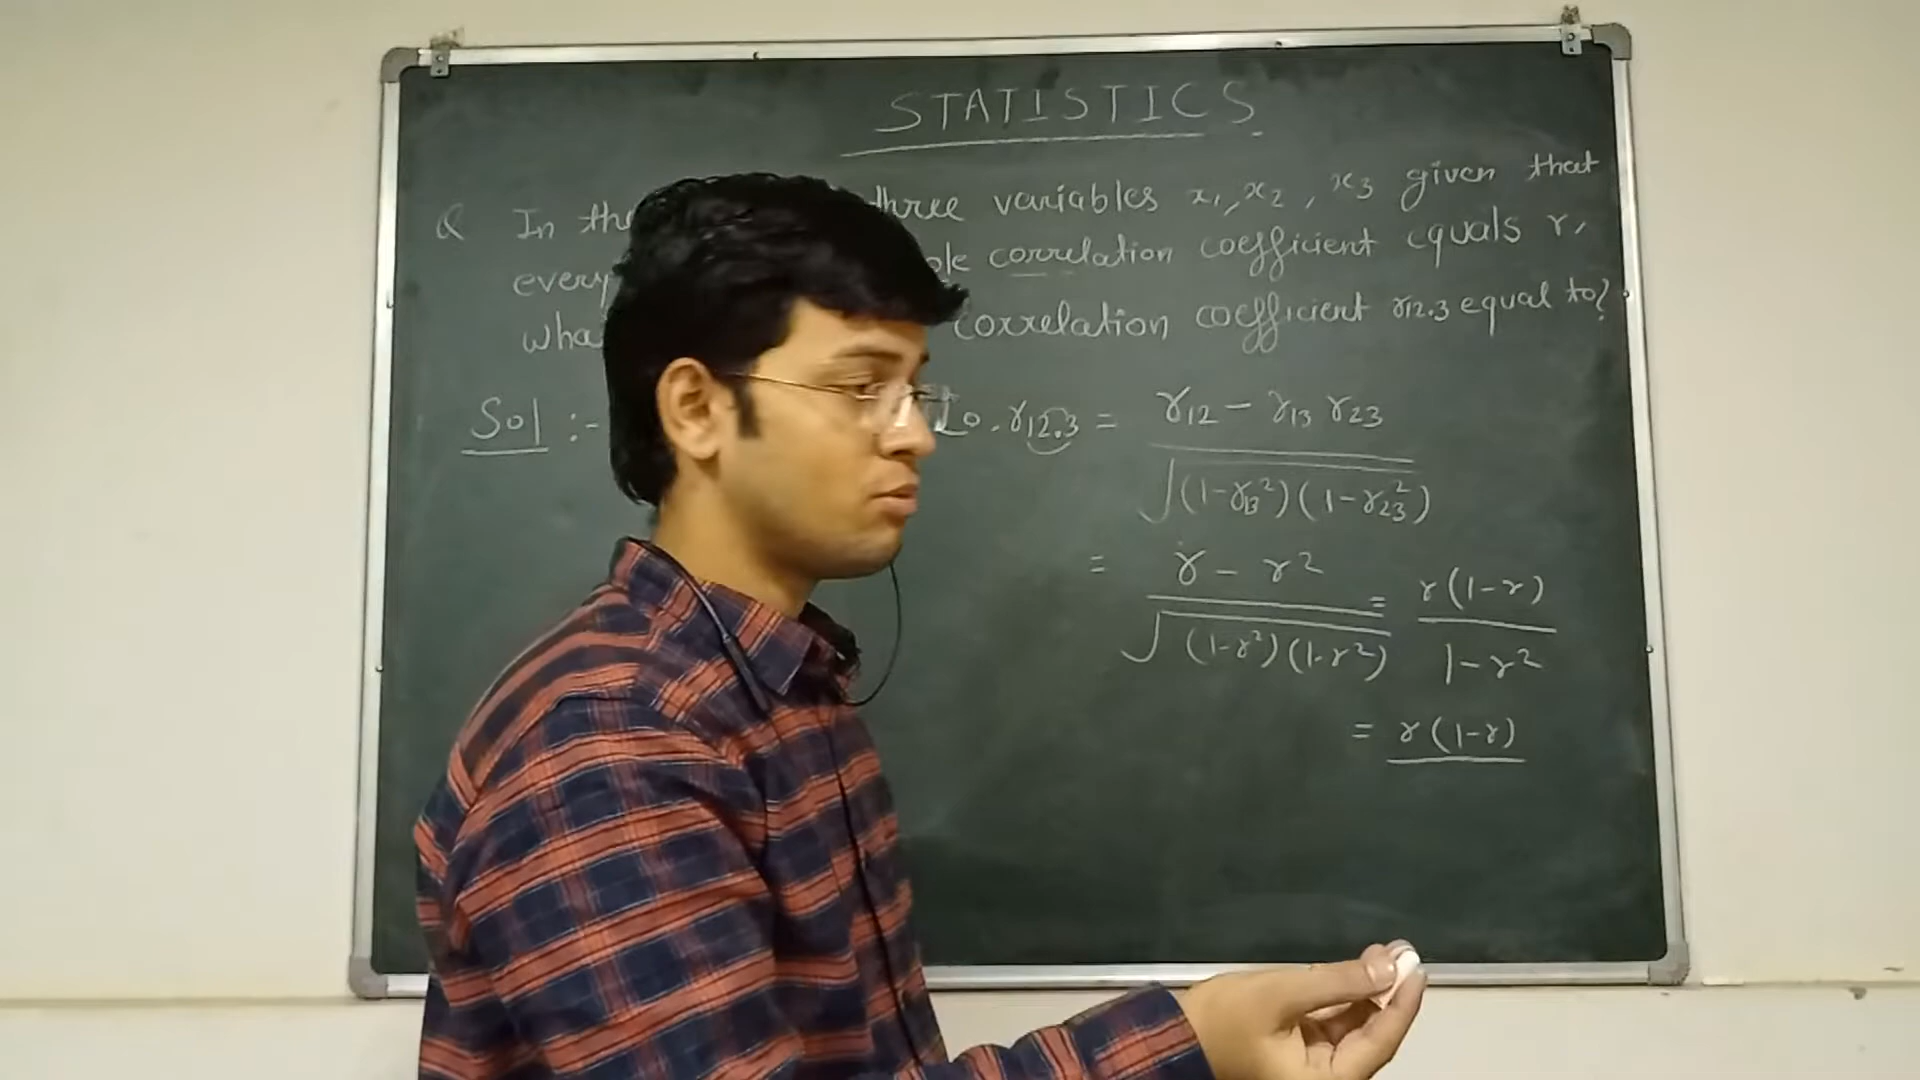 STATISTICS
Q In the three variables x₁, x₂, x₃ given that
every correlation coefficient equals r,
correlation coefficient r₁₂.₃ equal to?
Sol :- r₁₂.₃ = r₁₂ - r₁₃ r₂₃
√(1-r₁₃²)(1-r₂₃²)
= r - r² = r(1-r)
√(1-r²)(1-r²) 1-r²
= r(1-r)